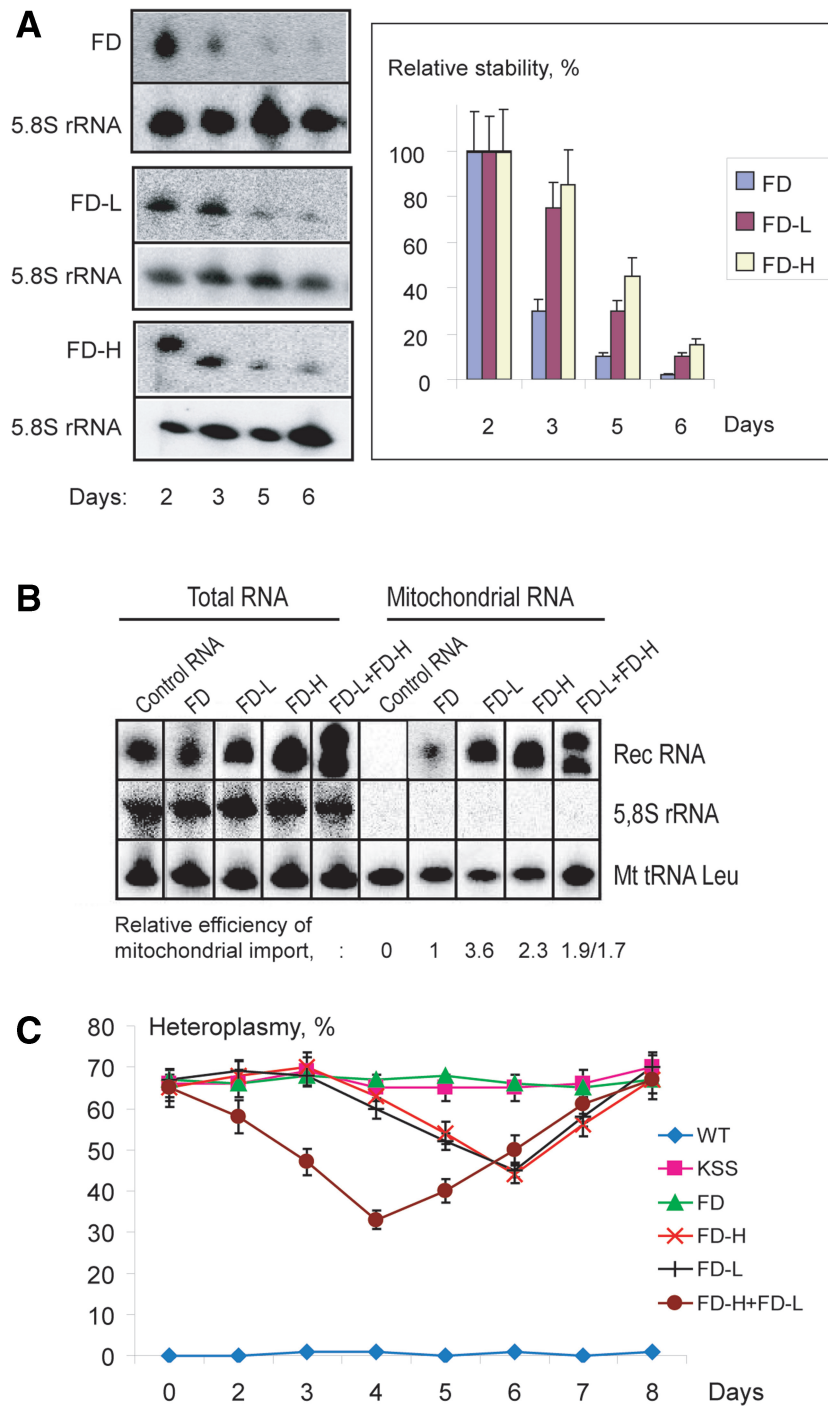 A
FD
5.8S rRNA
FD-L
5.8S rRNA
FD-H
5.8S rRNA
Days: 2 3 5 6
Relative stability, %
100
80
60
40
20
0
2 3 5 6 Days
FD
FD-L
FD-H
B
Total RNA Mitochondrial RNA
Control RNA FD FD-L FD-H FD-L+FD-H Control RNA FD FD-L FD-H FD-L+FD-H
Rec RNA
5,8S rRNA
Mt tRNA Leu
Relative efficiency of
mitochondrial import, : 0 1 3.6 2.3 1.9/1.7
C
Heteroplasmy, %
80
70
60
50
40
30
20
10
0
0 2 3 4 5 6 7 8 Days
WT
KSS
FD
FD-H
FD-L
FD-H+FD-L